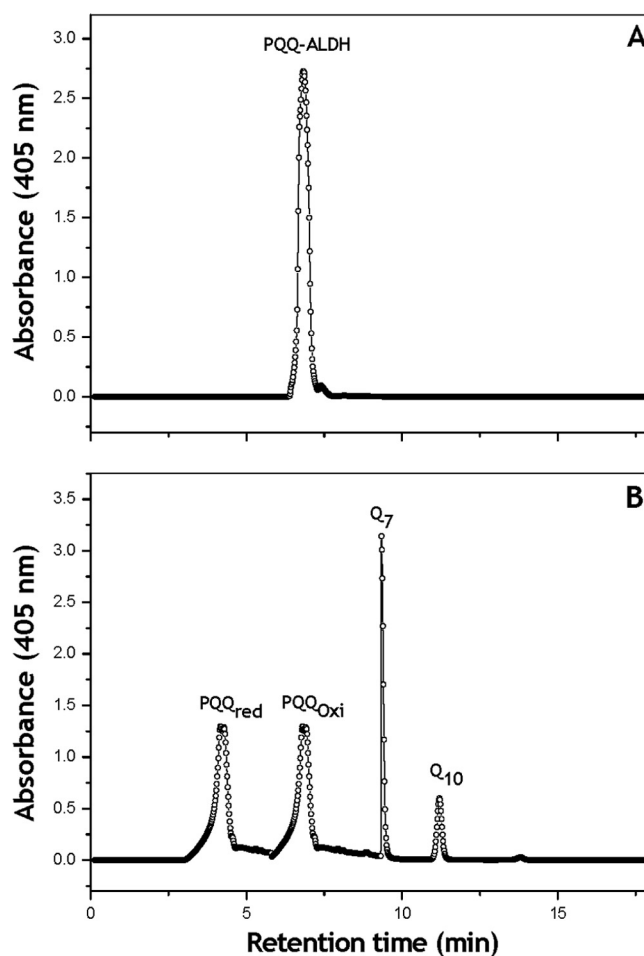 A
PQQ-ALDH
Absorbance (405 nm)
3.0
2.5
2.0
1.5
1.0
0.5
0.0
B
Absorbance (405 nm)
3.5
3.0
2.5
2.0
1.5
1.0
0.5
0.0
PQQred
PQQOxi
Q7
Q10
0 5 10 15
Retention time (min)